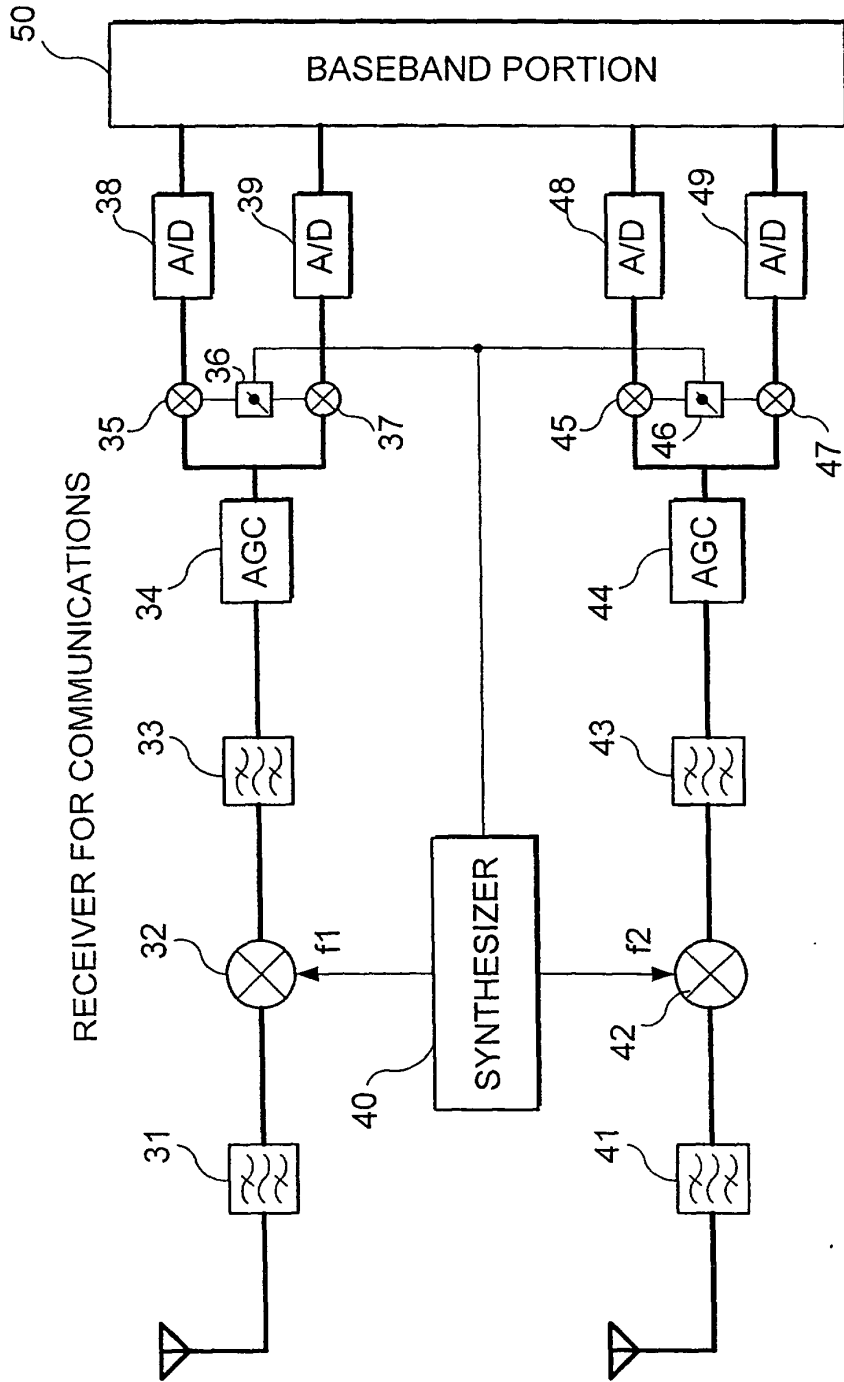 RECEIVER FOR COMMUNICATIONS
31
32
f1
33
34
AGC
35
36
37
38
A/D
39
A/D
50
BASEBAND PORTION
40
SYNTHESIZER
41
42
f2
43
44
AGC
45
46
47
48
A/D
49
A/D